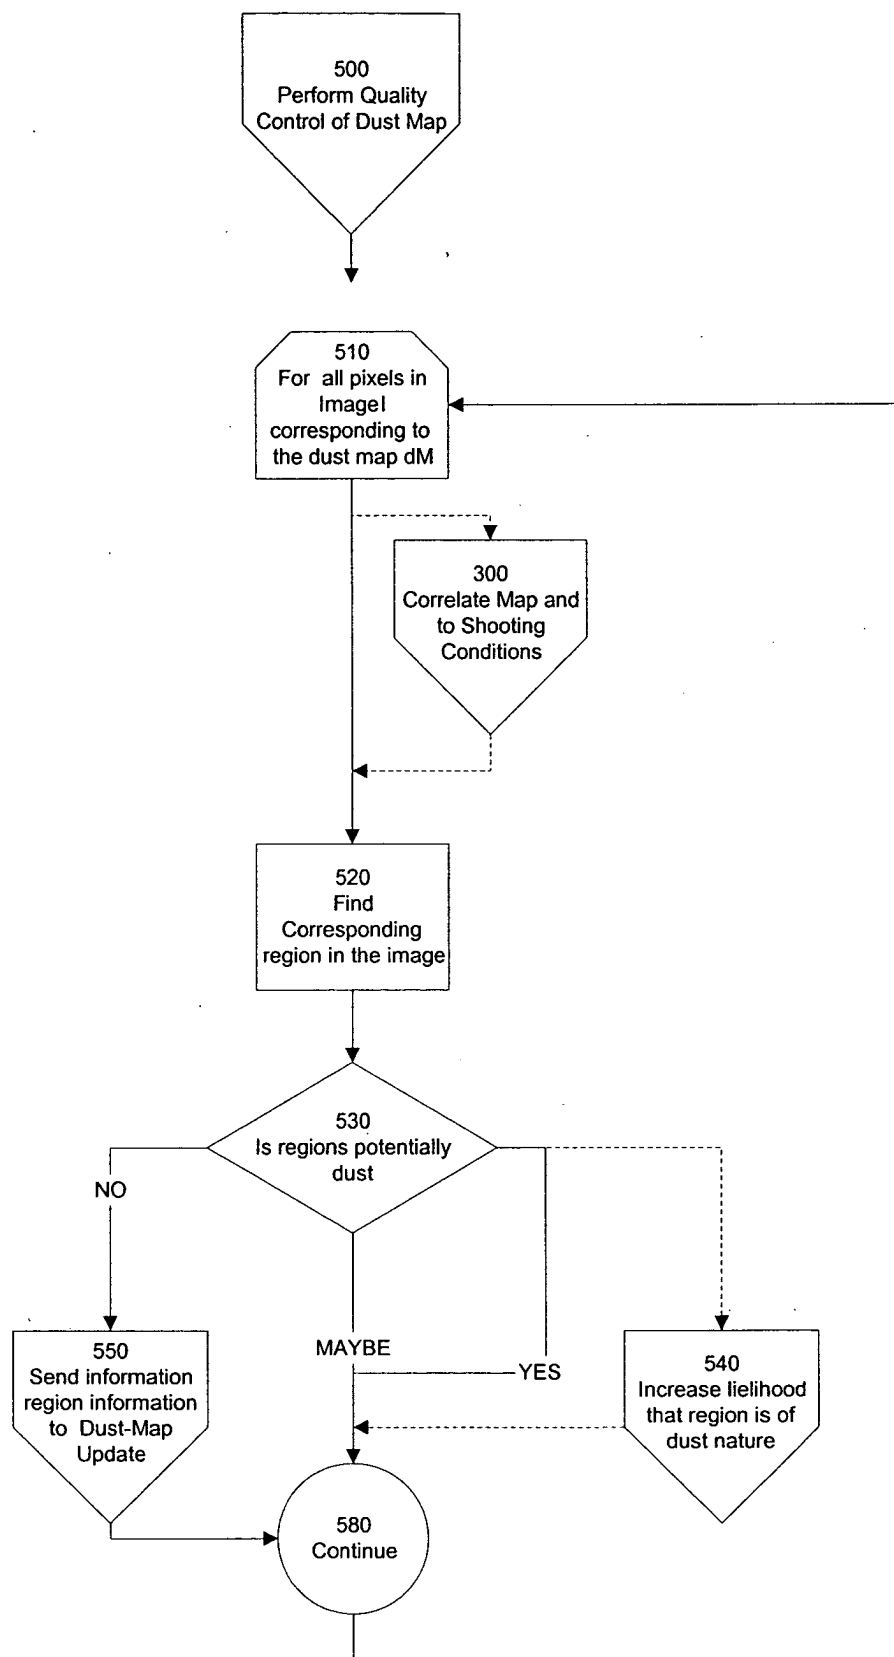 500
Perform Quality
Control of Dust Map
510
For all pixels in
ImageI
corresponding to
the dust map dM
300
Correlate Map and
to Shooting
Conditions
520
Find
Corresponding
region in the image
530
Is regions potentially
dust
NO
MAYBE
YES
550
Send information
region information
to Dust-Map
Update
540
Increase lielihood
that region is of
dust nature
580
Continue